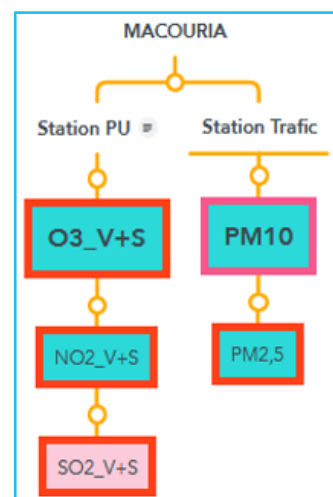 MACOURIA
Station PU
Station Trafic
O3_V+S
PM10
NO2_V+S
PM2,5
SO2_V+S